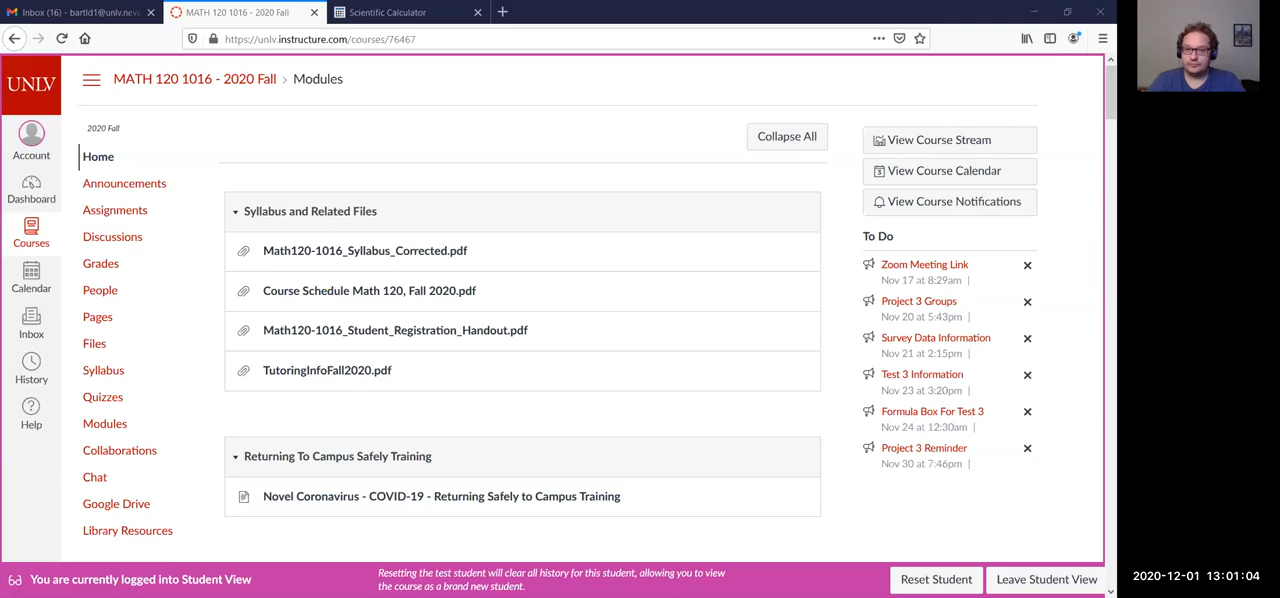 Inbox (16) - bartld1@unlv.nev
MATH 120 1016 - 2020 Fall
Scientific Calculator
https://unlv.instructure.com/courses/76467
UNLV
MATH 120 1016 - 2020 Fall > Modules
2020 Fall
Collapse All
Account
Dashboard
Courses
Calendar
Inbox
History
Help
Home
Announcements
Assignments
Discussions
Grades
People
Pages
Files
Syllabus
Quizzes
Modules
Collaborations
Chat
Google Drive
Library Resources
Syllabus and Related Files
Math120-1016_Syllabus_Corrected.pdf
Course Schedule Math 120, Fall 2020.pdf
Math120-1016_Student_Registration_Handout.pdf
TutoringInfoFall2020.pdf
Returning To Campus Safely Training
Novel Coronavirus - COVID-19 - Returning Safely to Campus Training
View Course Stream
View Course Calendar
View Course Notifications
To Do
Zoom Meeting Link
Nov 17 at 8:29am |
Project 3 Groups
Nov 20 at 5:43pm |
Survey Data Information
Nov 21 at 2:15pm |
Test 3 Information
Nov 23 at 3:20pm |
Formula Box For Test 3
Nov 24 at 12:30am |
Project 3 Reminder
Nov 30 at 7:46pm |
You are currently logged into Student View
Resetting the test student will clear all history for this student, allowing you to view
the course as a brand new student.
Reset Student
Leave Student View
2020-12-01 13:01:04